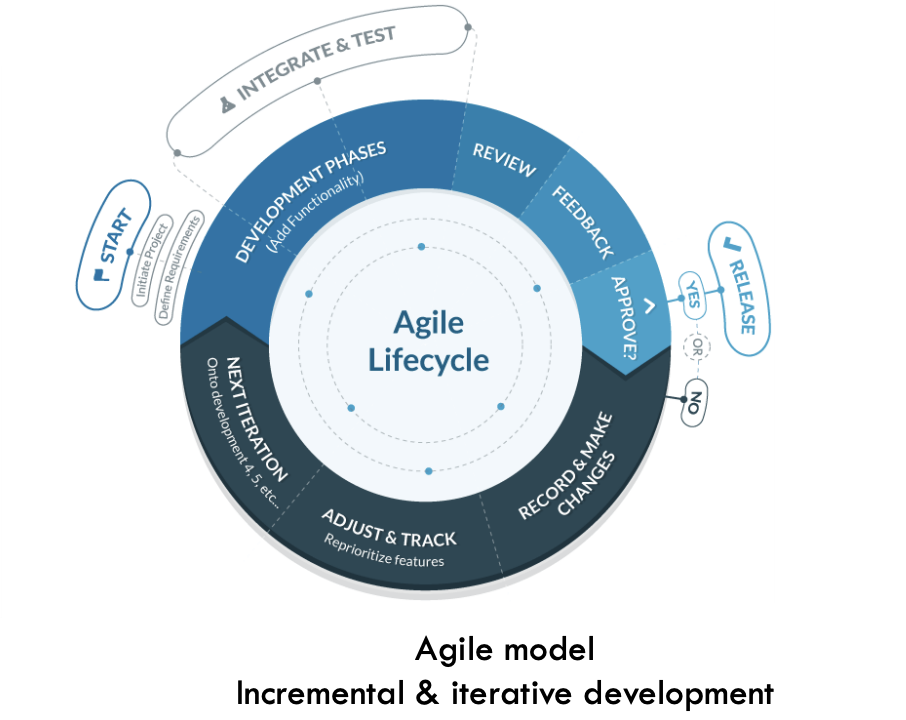 INTEGRATE & TEST
START
Initiate Project
Define Requirements
DEVELOPMENT PHASES
(Add Functionality)
REVIEW
FEEDBACK
APPROVE?
YES
RELEASE
OR
NO
RECORD & MAKE
CHANGES
ADJUST & TRACK
Reprioritize features
NEXT ITERATION
Onto development 4, 5, etc...
Agile
Lifecycle
Agile model
Incremental & iterative development